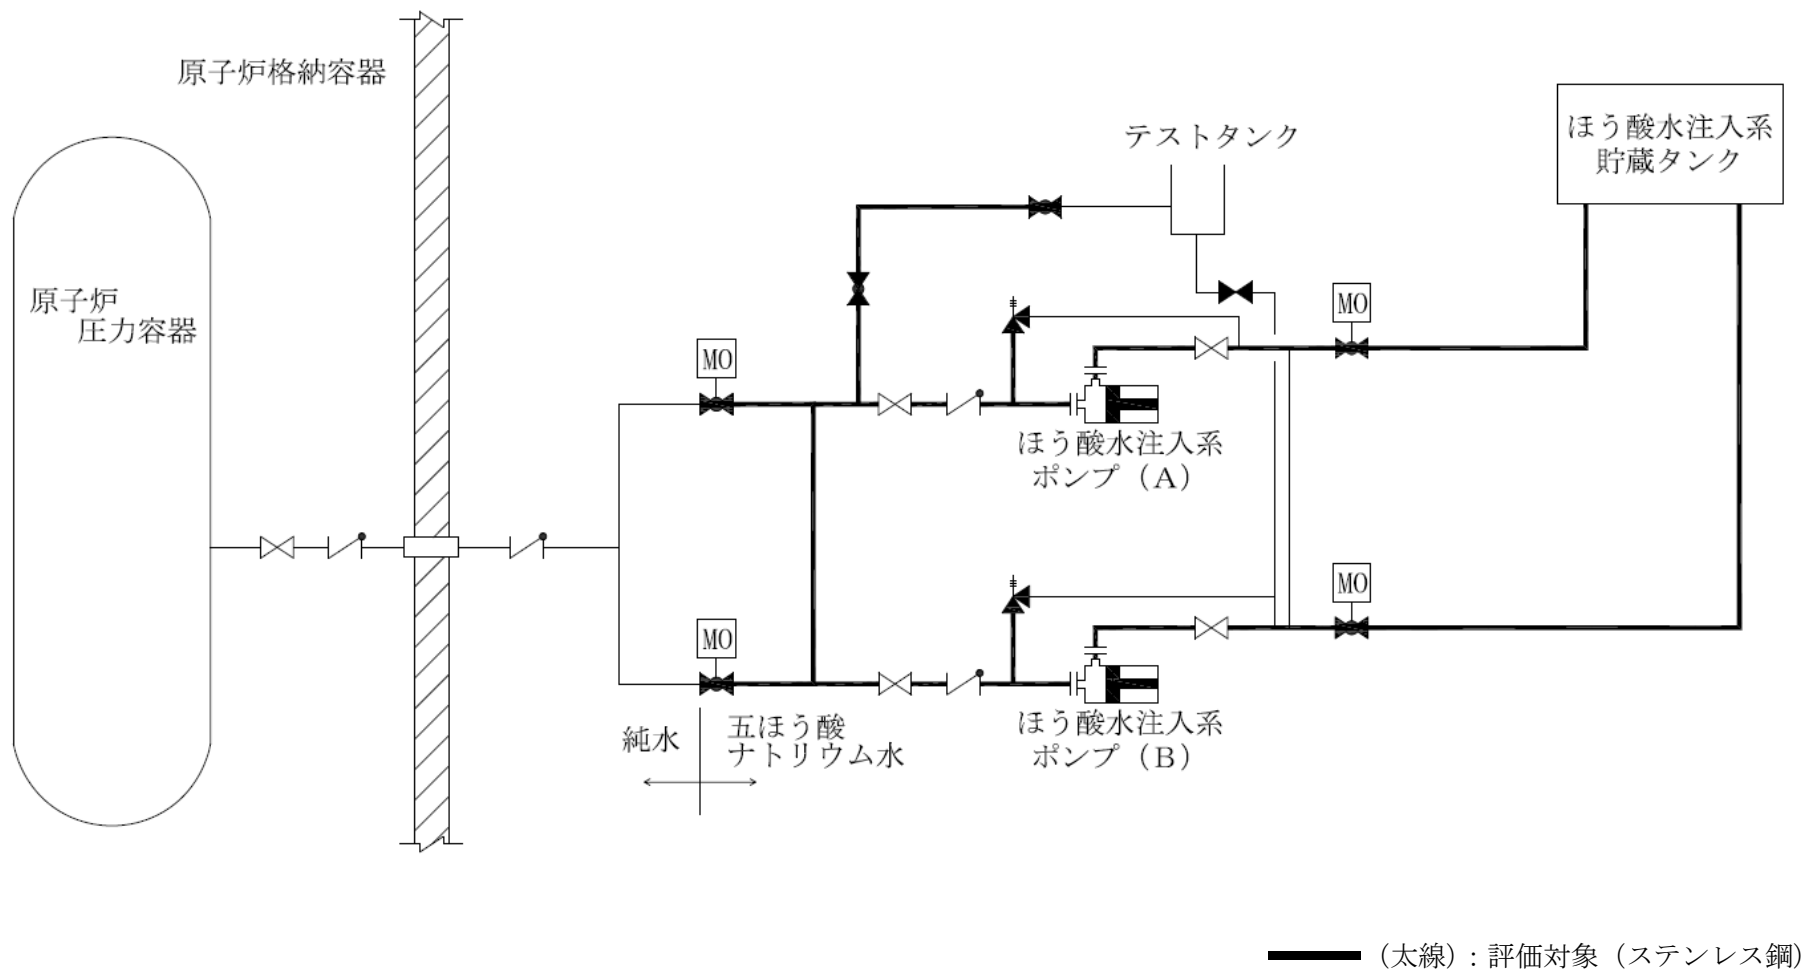 原子炉格納容器
テストタンク
ほう酸水注入系
貯蔵タンク
原子炉
圧力容器
MO
MO
ほう酸水注入系
ポンプ（A）
MO
MO
ほう酸水注入系
ポンプ（B）
純水
五ほう酸
ナトリウム水
（太線）: 評価対象（ステンレス鋼）